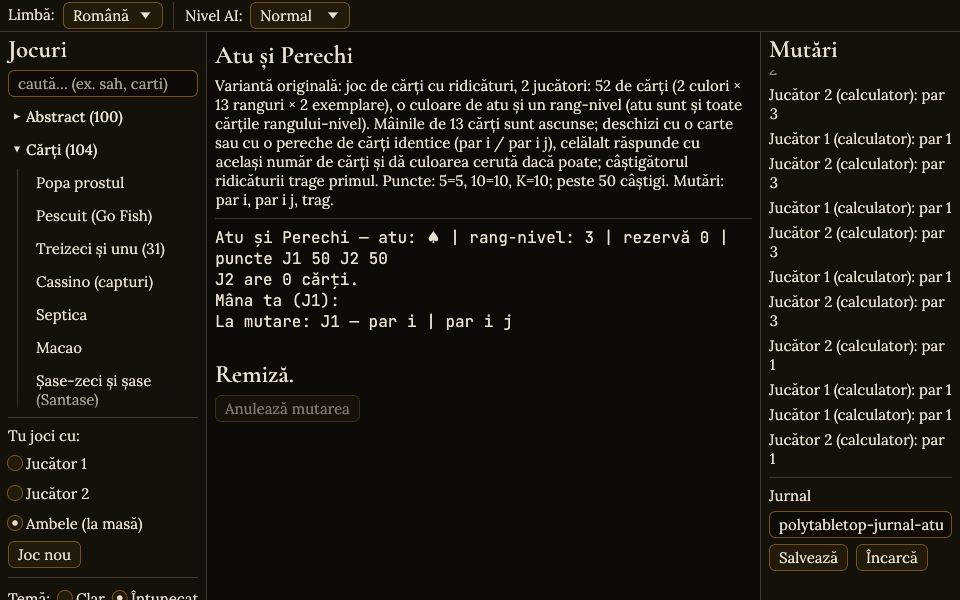 Limbă: Română ▼ Nivel AI: Normal ▼
Jocuri
caută... (ex. sah, carti)
▸ Abstract (100)
▾ Cărți (104)
Popa prostul
Pescuit (Go Fish)
Treizeci și unu (31)
Cassino (capturi)
Septica
Macao
Șase-zeci și șase
(Santase)
Tu joci cu:
Jucător 1
Jucător 2
Ambele (la masă)
Joc nou
Temă: Clar Întunecat
Atu și Perechi
Variantă originală: joc de cărți cu ridicături, 2 jucători: 52 de cărți (2 culori ×
13 ranguri × 2 exemplare), o culoare de atu și un rang-nivel (atu sunt și toate
cărțile rangului-nivel). Mâinile de 13 cărți sunt ascunse; deschizi cu o carte
sau cu o pereche de cărți identice (par i / par i j), celălalt răspunde cu
același număr de cărți și dă culoarea cerută dacă poate; câștigătorul
ridicăturii trage primul. Puncte: 5=5, 10=10, K=10; peste 50 câștigi. Mutări:
par i, par i j, trag.
Atu și Perechi — atu: ♠ | rang-nivel: 3 | rezervă 0 |
puncte J1 50 J2 50
J2 are 0 cărți.
Mâna ta (J1):
La mutare: J1 — par i | par i j
Remiză.
Anulează mutarea
Mutări
2
Jucător 2 (calculator): par
3
Jucător 1 (calculator): par 1
Jucător 2 (calculator): par
3
Jucător 1 (calculator): par 1
Jucător 2 (calculator): par
3
Jucător 1 (calculator): par 1
Jucător 2 (calculator): par
3
Jucător 2 (calculator): par
1
Jucător 1 (calculator): par 1
Jucător 1 (calculator): par 1
Jucător 2 (calculator): par
1
Jurnal
polytabletop-jurnal-atu
Salvează Încarcă